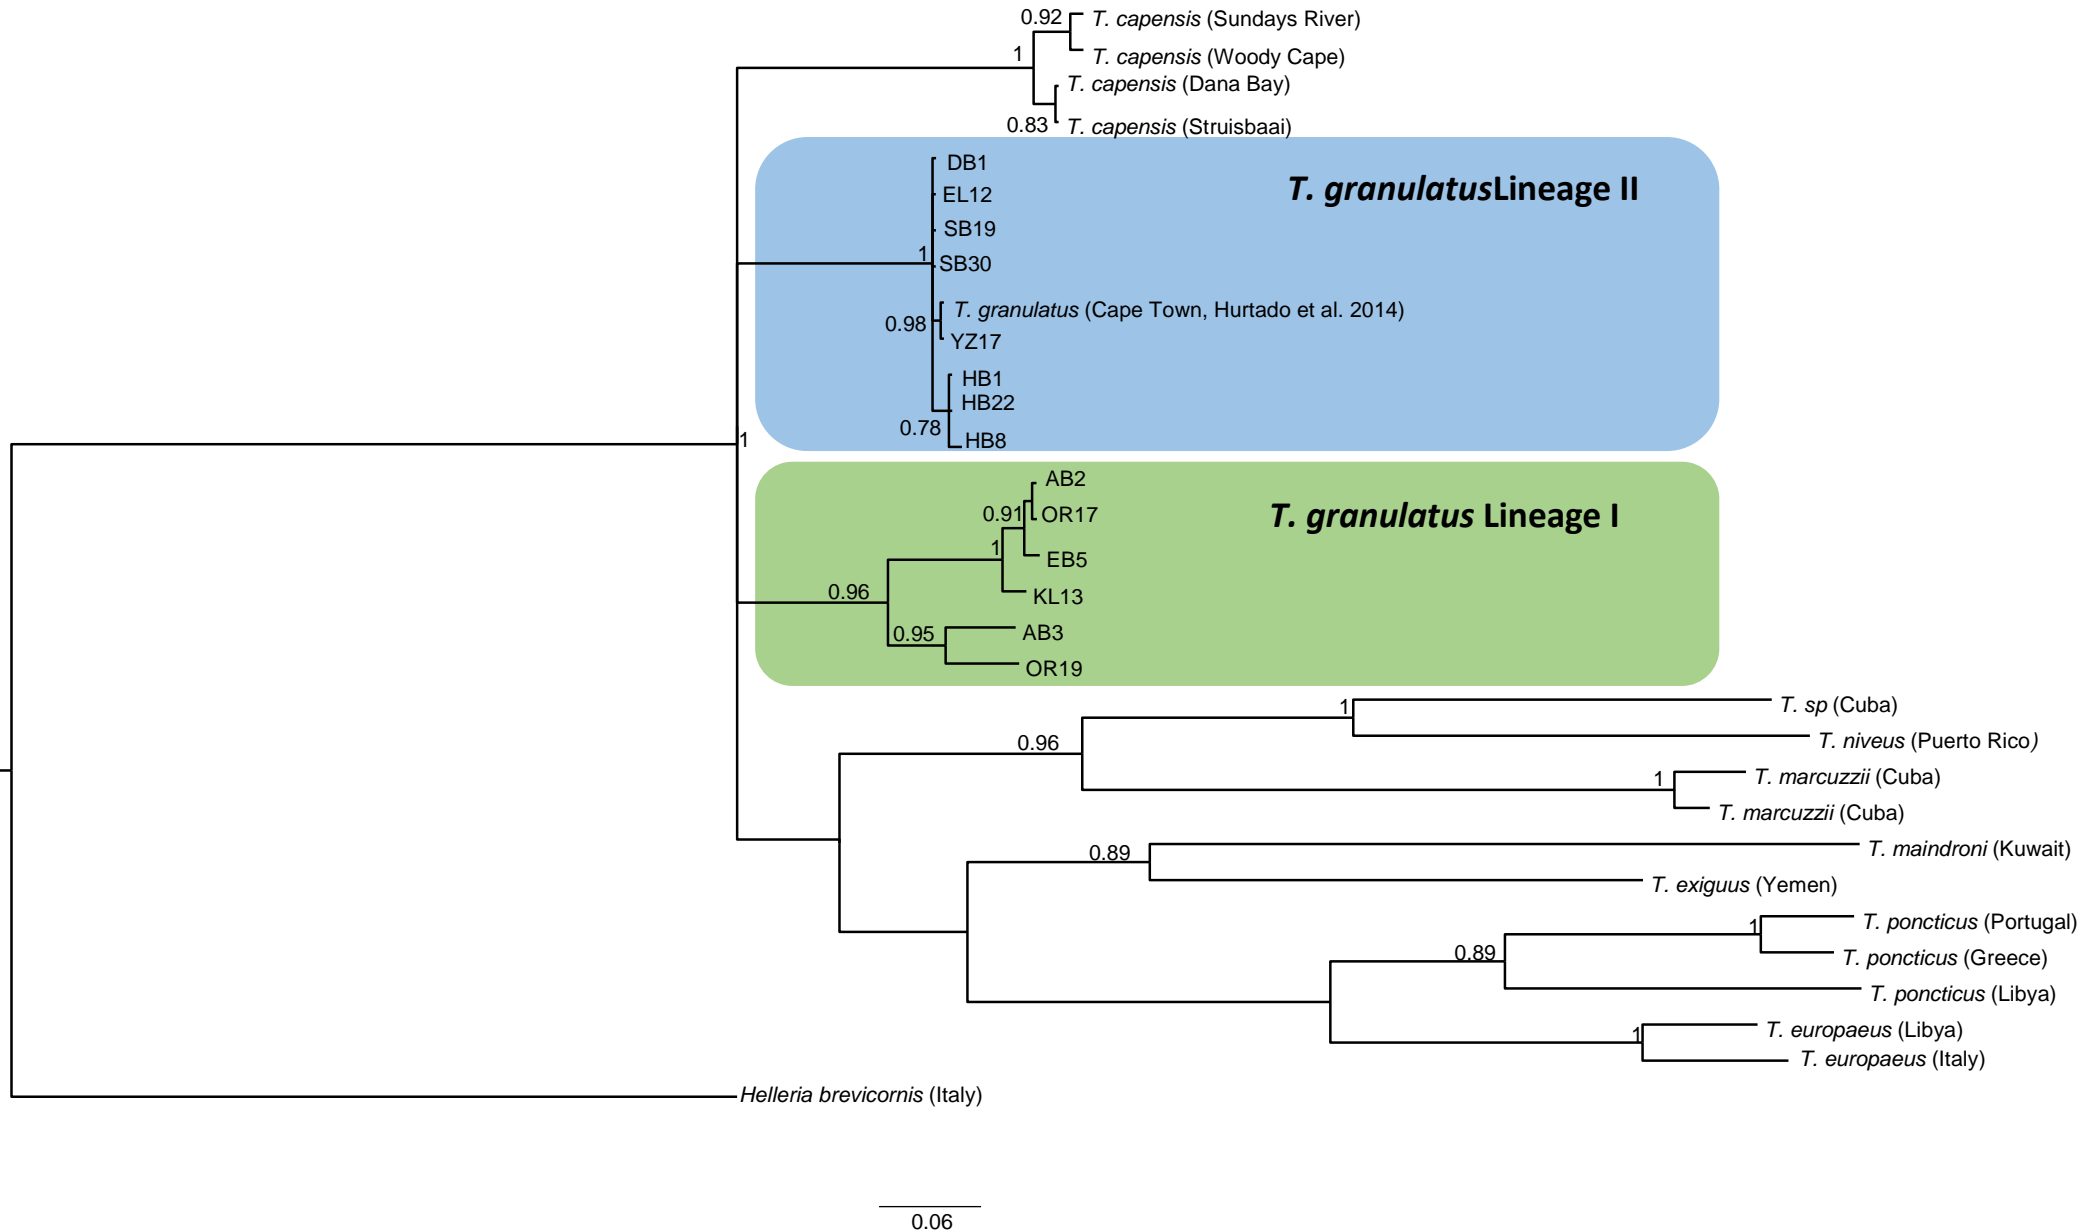 0.92
T. capensis (Sundays River)
1
T. capensis (Woody Cape)
T. capensis (Dana Bay)
0.83
T. capensis (Struisbaai)
DB1
T. granulatusLineage II
EL12
SB19
1
SB30
T. granulatus (Cape Town, Hurtado et al. 2014)
0.98
YZ17
HB1
HB22
0.78
HB8
1
AB2
0.91
OR17
T. granulatus Lineage I
1
EB5
0.96
KL13
0.95
AB3
OR19
1
T. sp (Cuba)
0.96
T. niveus (Puerto Rico)
1
T. marcuzzii (Cuba)
T. marcuzzii (Cuba)
0.89
T. maindroni (Kuwait)
T. exiguus (Yemen)
1
T. poncticus (Portugal)
0.89
T. poncticus (Greece)
T. poncticus (Libya)
1
T. europaeus (Libya)
T. europaeus (Italy)
Helleria brevicornis (Italy)
0.06